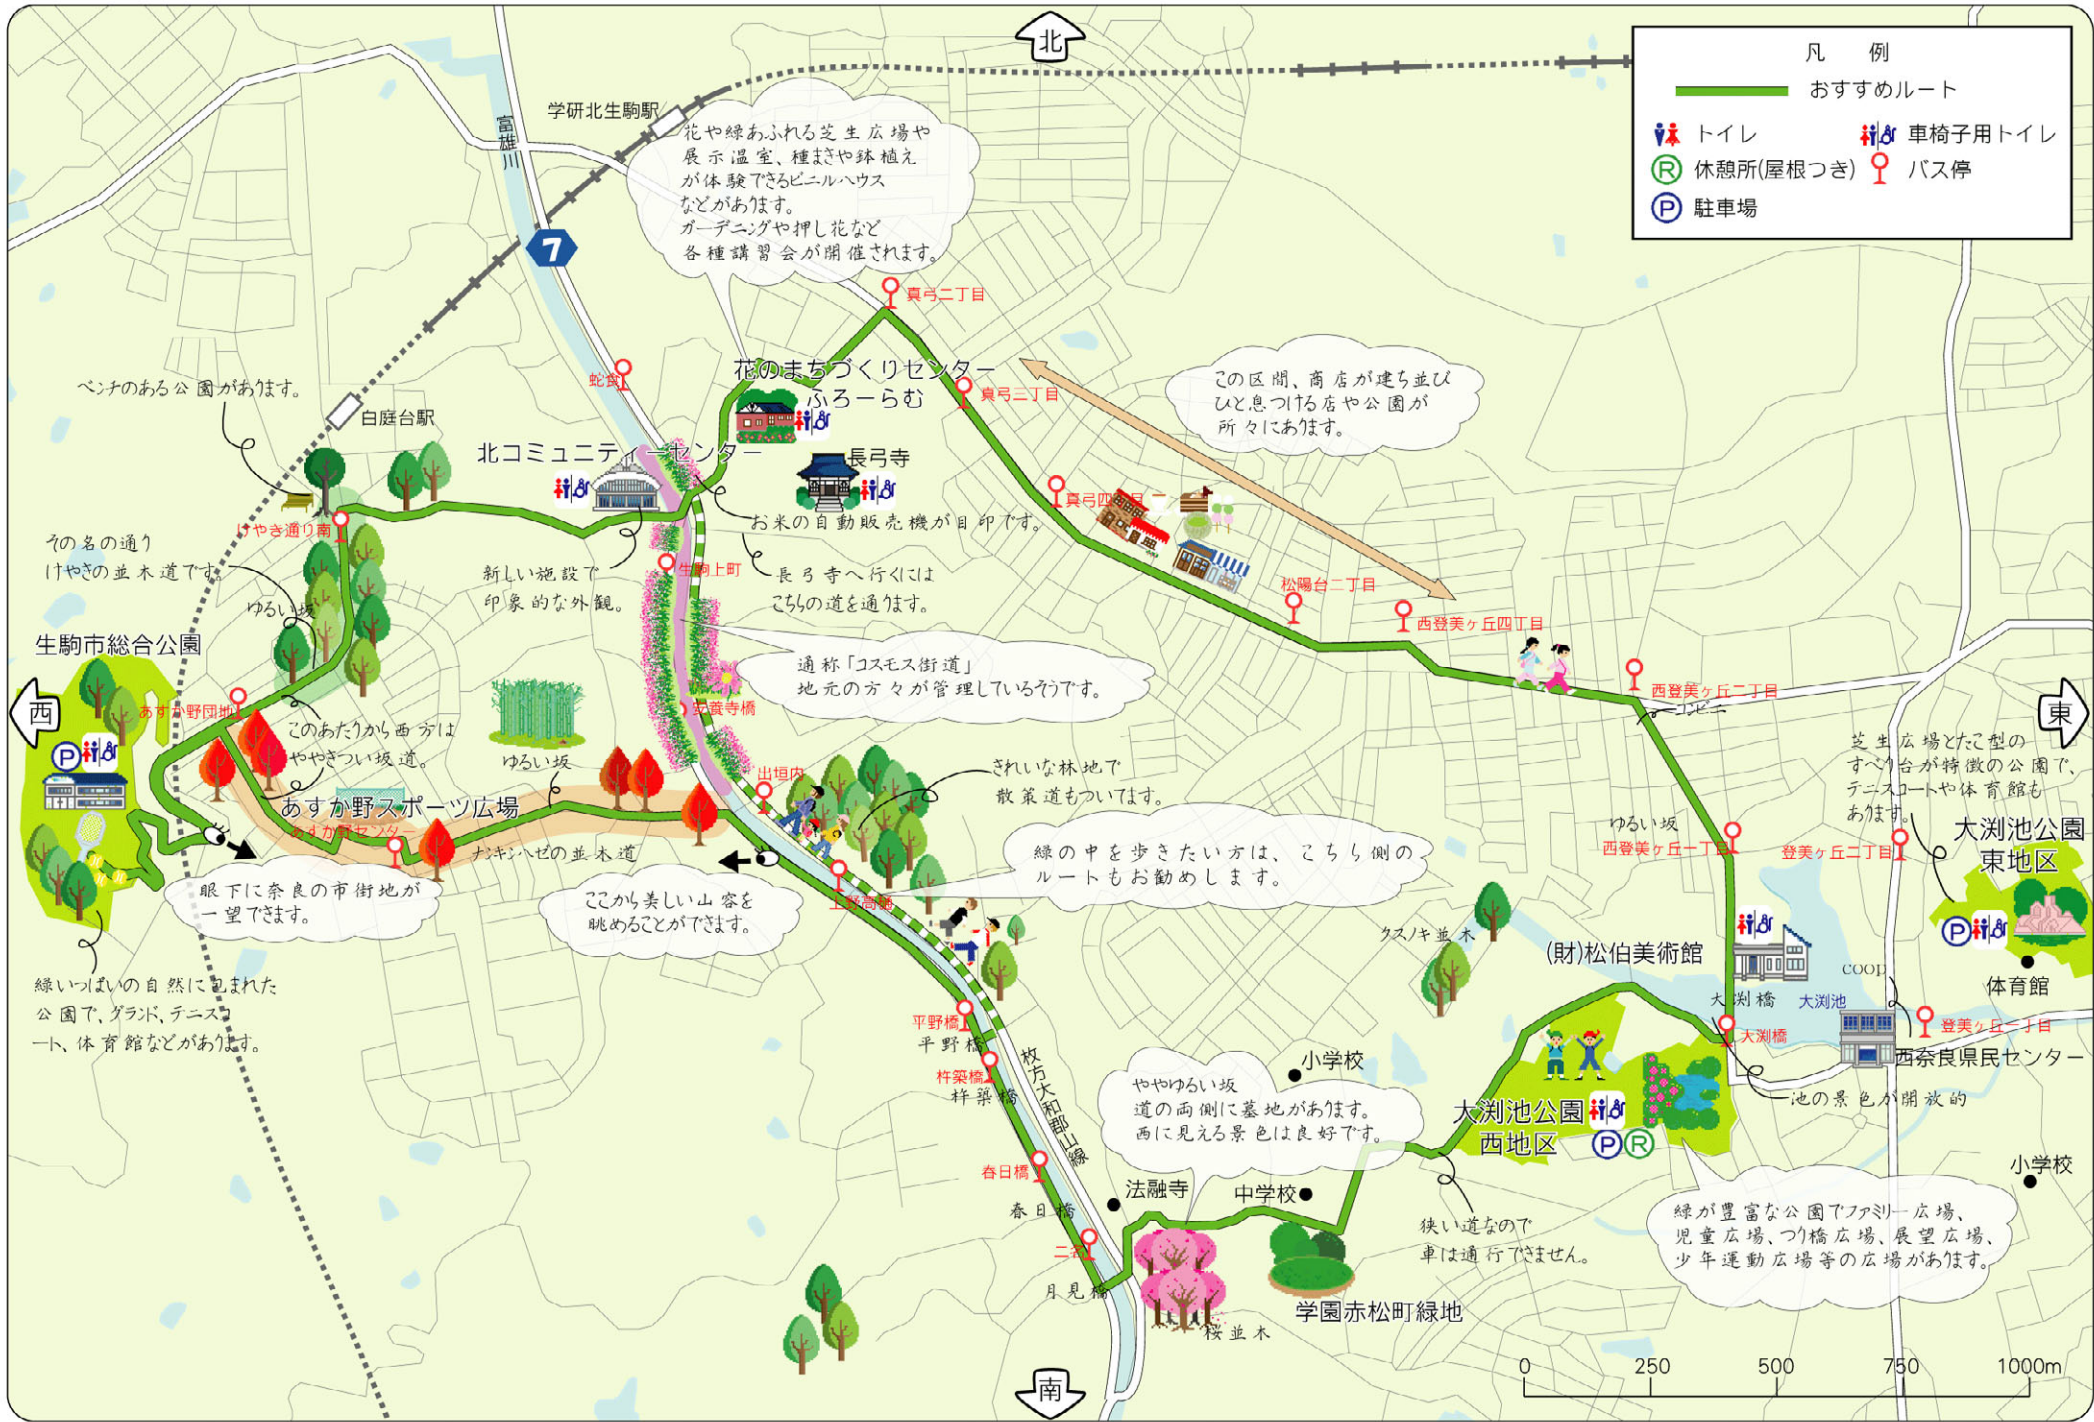 北
凡 例
おすすめルート
トイレ
車椅子用トイレ
休憩所(屋根つき)
バス停
駐車場
学研北生駒駅
富雄川
7
花や緑あふれる芝生広場や
展示温室、種まきや鉢植え
が体験できるビニルハウス
などがあります。
ガーデニングや押し花など
各種講習会が開催されます。
真弓二丁目
蛇食
花のまちづくりセンター
ふろーらむ
真弓三丁目
この区間、商店が建ち並び
ひと息つける店や公園が
所々にあります。
ベンチのある公園があります。
白庭台駅
北コミュニティーセンター
長弓寺
真弓四丁目
お米の自動販売機が目印です。
けやき通り南
その名の通り
けやきの並木道です。
ゆるい坂
新しい施設で
印象的な外観。
生駒上町
長弓寺へ行くには
こちらの道を通ります。
松陽台二丁目
西登美ヶ丘四丁目
生駒市総合公園
西
P
あすか野団地
通称「コスモス街道」
地元の方々が管理しているそうです。
安養寺橋
西登美ヶ丘二丁目
コンビニ
東
このあたりから西方は
ややきつい坂道。
ゆるい坂
出垣内
きれいな林地で
散策道もついてます。
芝生広場とたこ型の
すべり台が特徴の公園で、
テニスコートや体育館も
あります。
あすか野スポーツ広場
あすか野センター
ナンキンハゼの並木道
ゆるい坂
西登美ヶ丘一丁目
登美ヶ丘二丁目
大渕池公園
東地区
緑の中を歩きたい方は、こちら側の
ルートもお勧めします。
眼下に奈良の市街地が
一望できます。
ここから美しい山容を
眺めることができます。
上野高樋
クスノキ並木
(財)松伯美術館
P
体育館
緑いっぱいの自然に包まれた
公園で、グランド、テニスコ
ート、体育館などがあります。
coop
大渕橋
大渕池
大渕橋
登美ヶ丘一丁目
西奈良県民センター
平野橋
平野橋
杵築橋
杵築橋
枚方大和郡山線
小学校
ややゆるい坂
道の両側に墓地があります。
西に見える景色は良好です。
大渕池公園
西地区
P
R
池の景色が開放的
春日橋
春日橋
法融寺
中学校
小学校
狭い道なので
車は通行できません。
緑が豊富な公園でファミリー広場、
児童広場、つり橋広場、展望広場、
少年運動広場等の広場があります。
二名
月見橋
桜並木
学園赤松町緑地
南
0 250 500 750 1000m